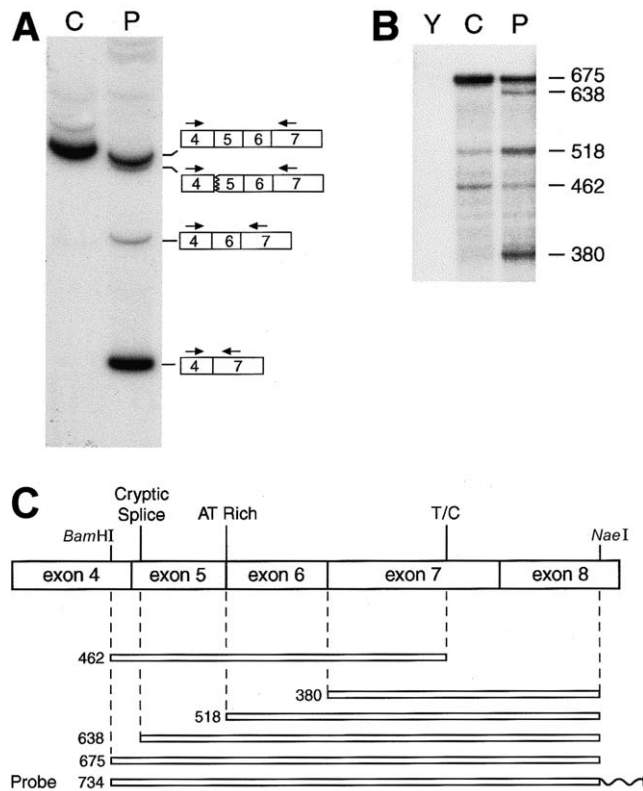 A
C P
4 5 6 7
4 5 6 7
4 6 7
4 7
B
Y C P
675
638
518
462
380
C
Cryptic
Splice
BamHI
AT Rich
T/C
NaeI
exon 4 exon 5 exon 6 exon 7 exon 8
462
380
518
638
675
Probe 734